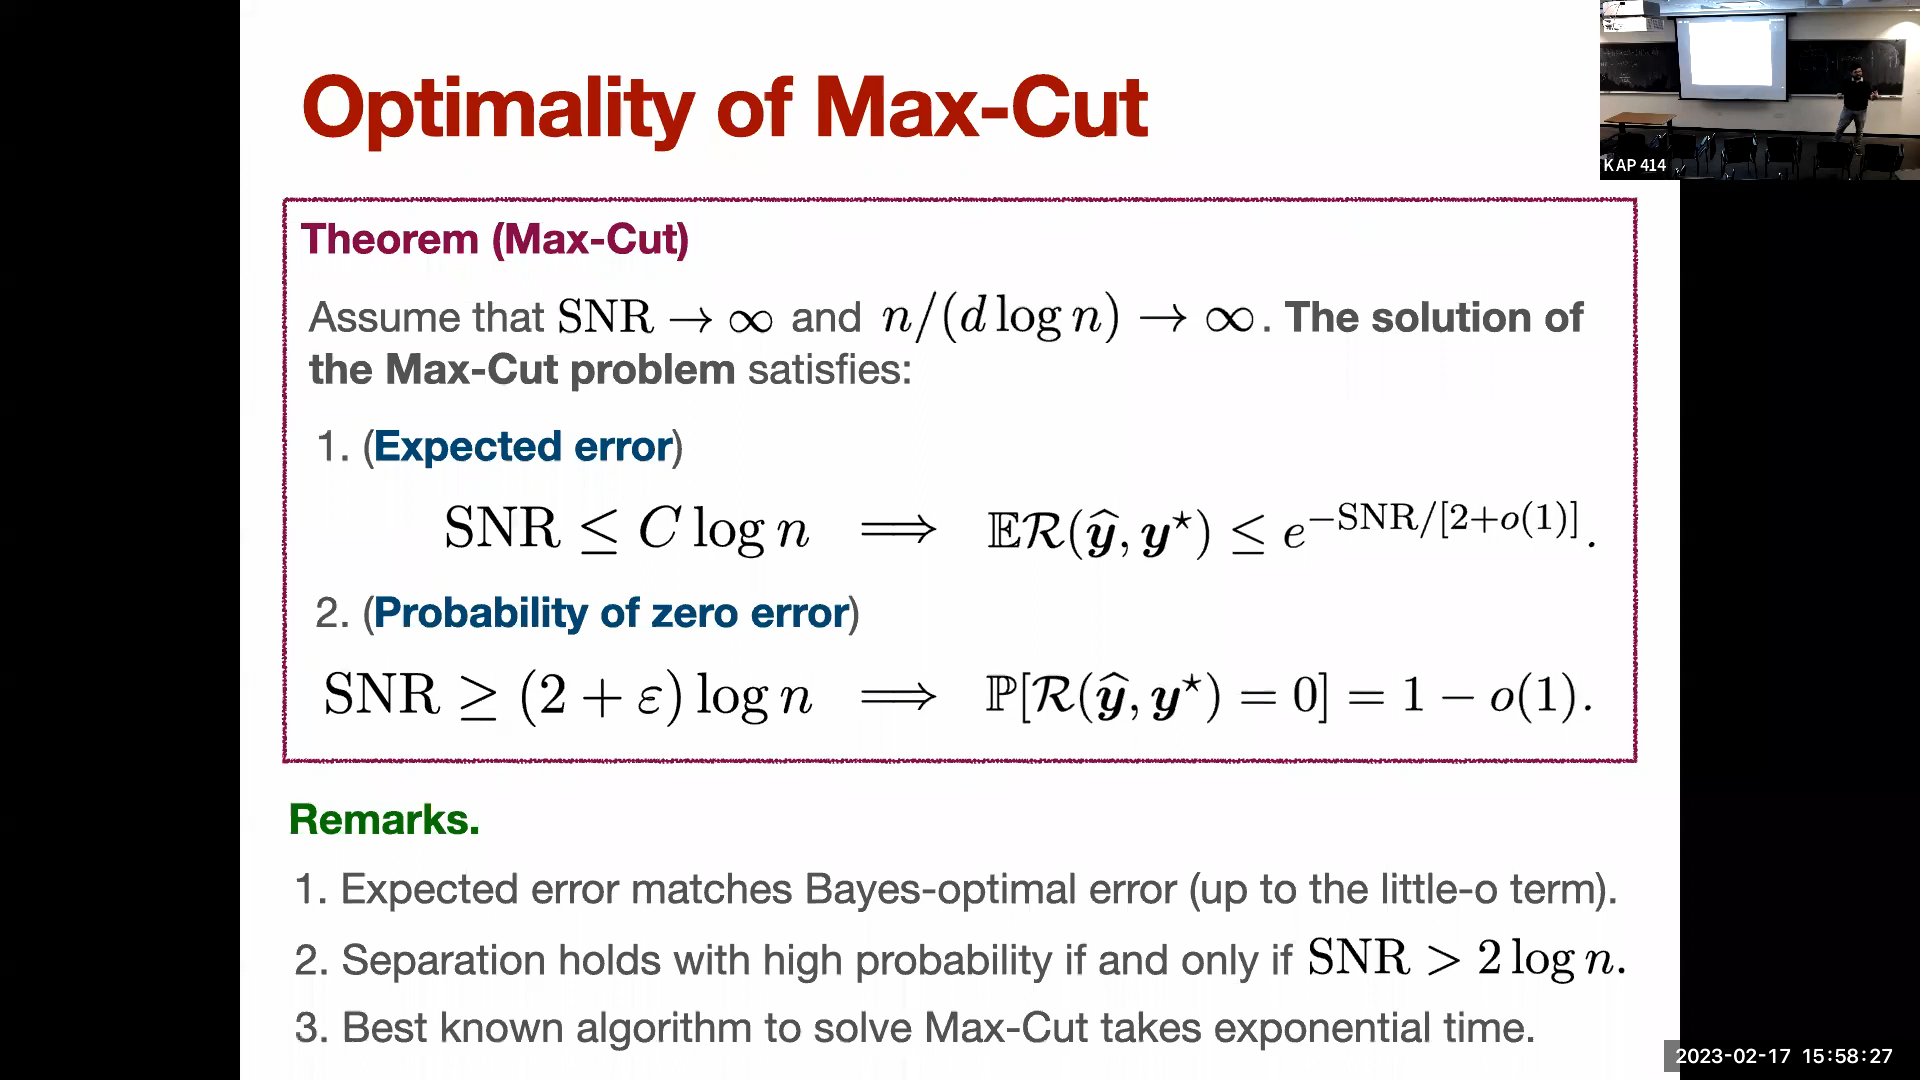 Optimality of Max-Cut
KAP 414
Theorem (Max-Cut)
Assume that SNR → ∞ and n/(d log n) → ∞. The solution of
the Max-Cut problem satisfies:
1. (Expected error)
SNR ≤ C log n ⟹ 𝔼ℛ(ŷ, y⋆) ≤ e^{−SNR/[2+o(1)]}.
2. (Probability of zero error)
SNR ≥ (2 + ε) log n ⟹ ℙ[ℛ(ŷ, y⋆) = 0] = 1 − o(1).
Remarks.
1. Expected error matches Bayes-optimal error (up to the little-o term).
2. Separation holds with high probability if and only if SNR > 2 log n.
3. Best known algorithm to solve Max-Cut takes exponential time.
2023-02-17 15:58:27